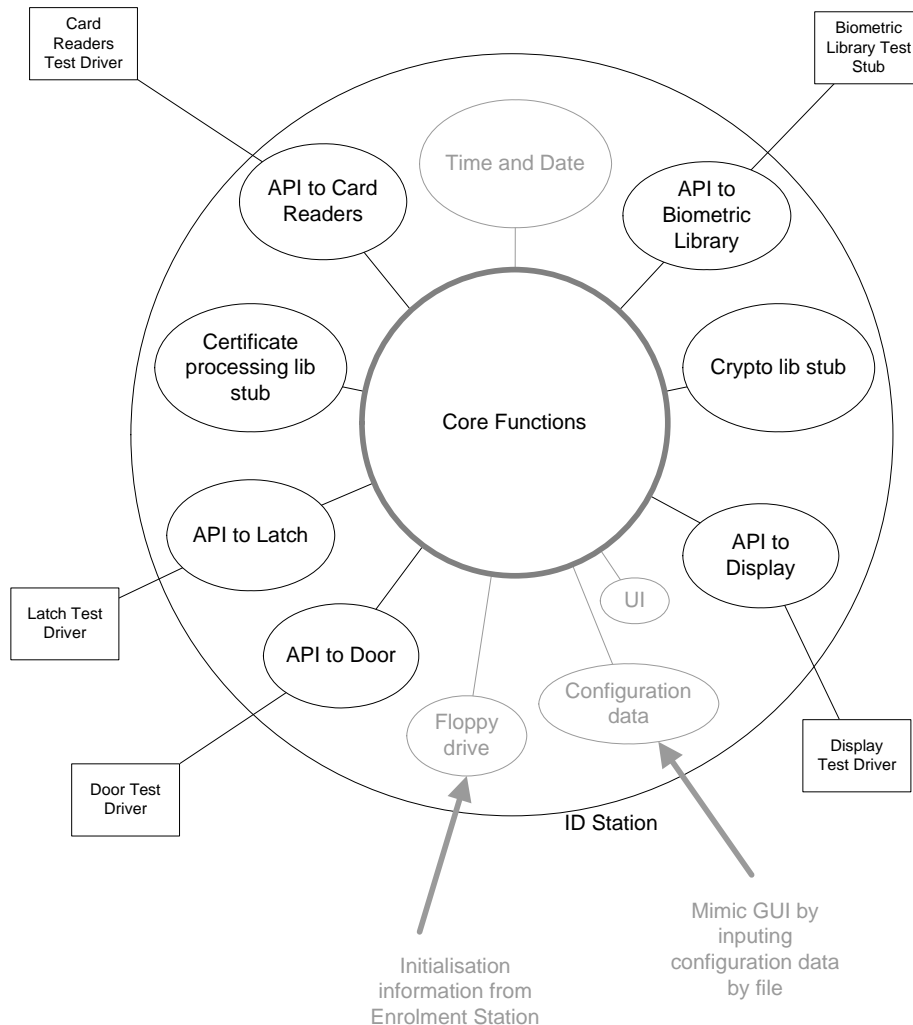 Card
Readers
Test Driver
Biometric
Library Test
Stub
Time and Date
API to Card
Readers
API to
Biometric
Library
Certificate
processing lib
stub
Crypto lib stub
Core Functions
API to Latch
API to
Display
UI
Latch Test
Driver
API to Door
Configuration
data
Floppy
drive
Display
Test Driver
Door Test
Driver
ID Station
Mimic GUI by
inputing
configuration data
by file
Initialisation
information from
Enrolment Station